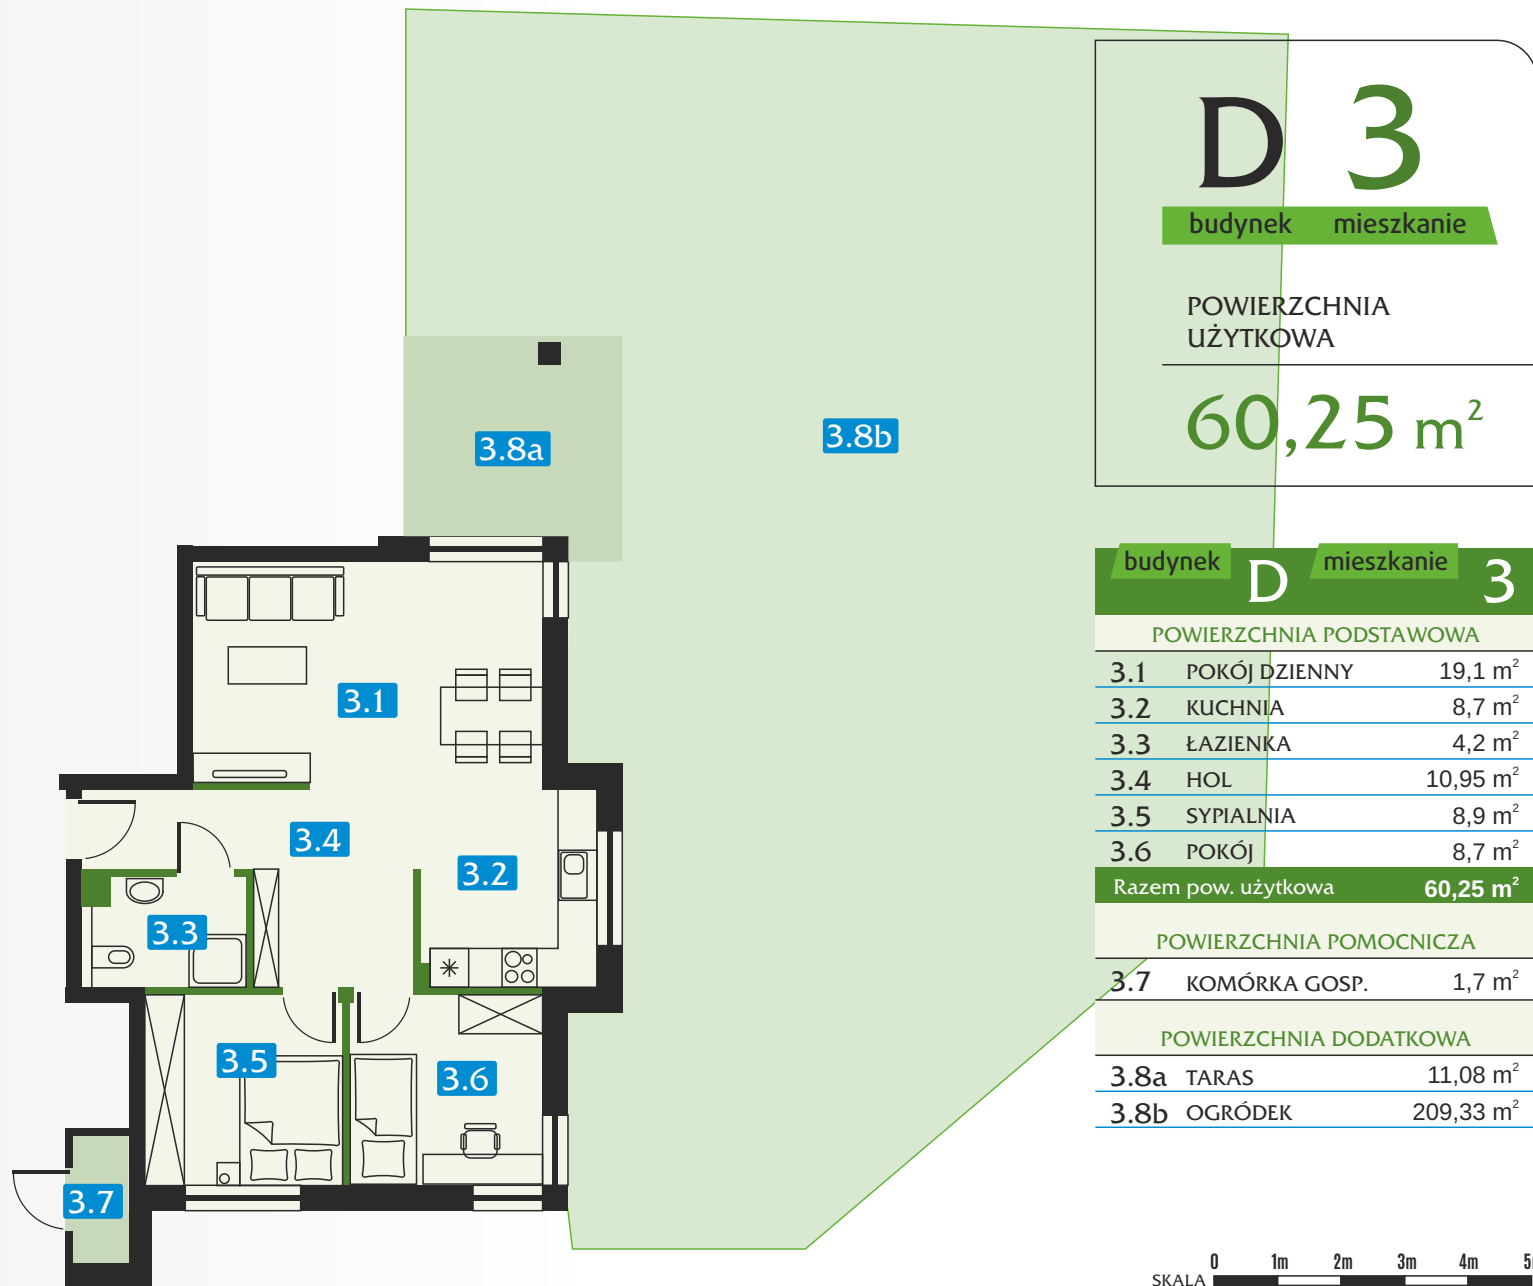 D 3
budynek mieszkanie
POWIERZCHNIA
UŻYTKOWA
60,25 m²
3.8a
3.8b
3.1
3.4
3.2
3.3
3.5
3.6
3.7
budynek D mieszkanie 3
POWIERZCHNIA PODSTAWOWA
3.1 POKÓJ DZIENNY 19,1 m²
3.2 KUCHNIA 8,7 m²
3.3 ŁAZIENKA 4,2 m²
3.4 HOL 10,95 m²
3.5 SYPIALNIA 8,9 m²
3.6 POKÓJ 8,7 m²
Razem pow. użytkowa 60,25 m²
POWIERZCHNIA POMOCNICZA
3.7 KOMÓRKA GOSP. 1,7 m²
POWIERZCHNIA DODATKOWA
3.8a TARAS 11,08 m²
3.8b OGRÓDEK 209,33 m²
0 1m 2m 3m 4m
SKALA